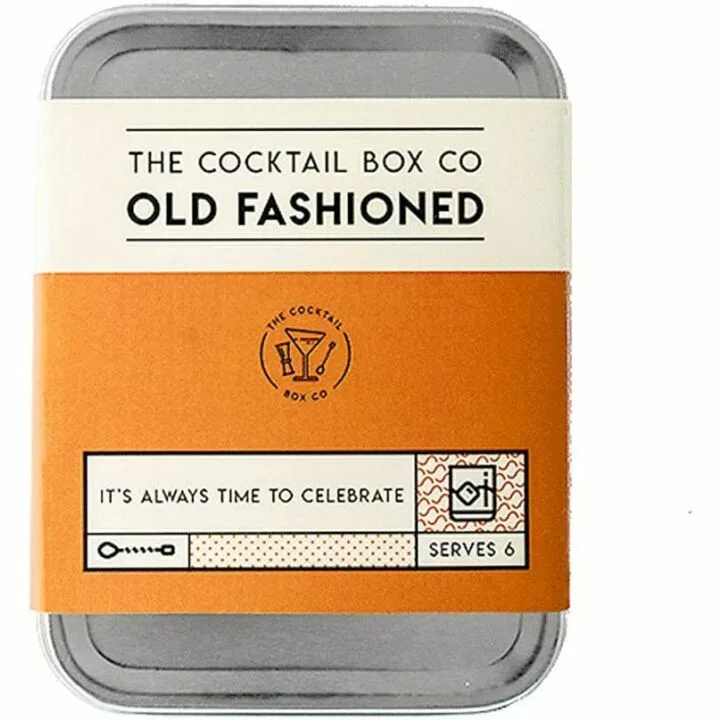 THE COCKTAIL BOX CO
OLD FASHIONED
THE COCKTAIL
BOX CO
IT'S ALWAYS TIME TO CELEBRATE
SERVES 6